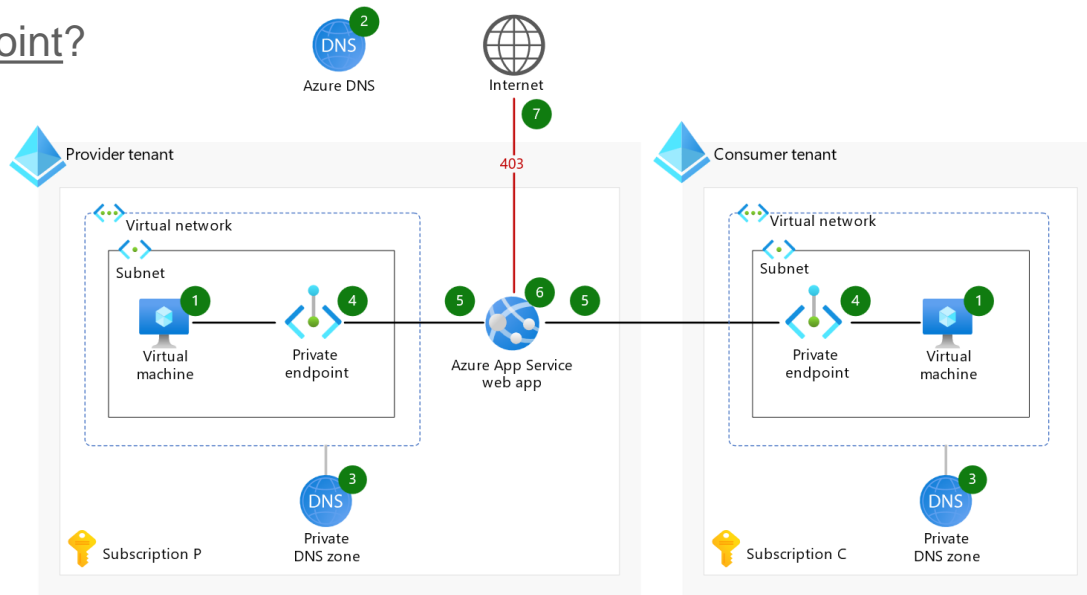 oint?
2
DNS
Azure DNS
Internet
7
403
Provider tenant
Virtual network
Subnet
1
Virtual
machine
4
Private
endpoint
5
6
5
Azure App Service
web app
3
DNS
Private
DNS zone
Subscription P
Consumer tenant
Virtual network
Subnet
4
Private
endpoint
1
Virtual
machine
3
DNS
Private
DNS zone
Subscription C